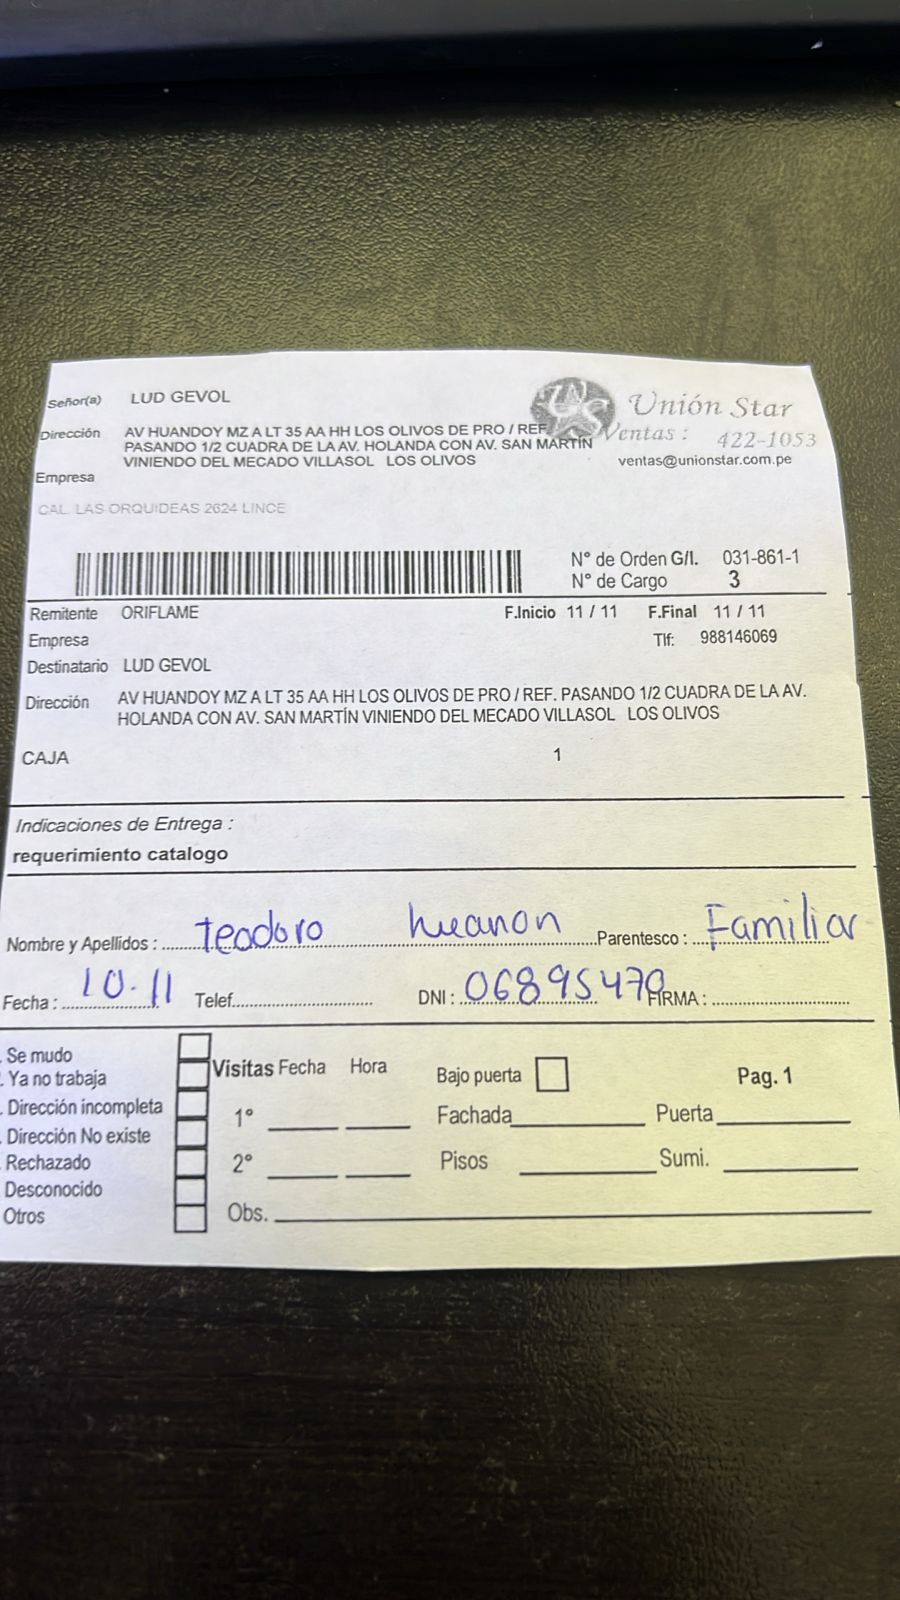 Señor(a) LUD GEVOL
Unión Star
Dirección AV HUANDOY MZ A LT 35 AA HH LOS OLIVOS DE PRO / REF.
PASANDO 1/2 CUADRA DE LA AV. HOLANDA CON AV. SAN MARTÍN
VINIENDO DEL MECADO VILLASOL LOS OLIVOS
Ventas : 422-1053
ventas@unionstar.com.pe
Empresa
CAL. LAS ORQUIDEAS 2624 LINCE
N° de Orden G/I. 031-861-1
N° de Cargo 3
Remitente ORIFLAME F.Inicio 11 / 11 F.Final 11 / 11
Empresa Tlf: 988146069
Destinatario LUD GEVOL
Dirección AV HUANDOY MZ A LT 35 AA HH LOS OLIVOS DE PRO / REF. PASANDO 1/2 CUADRA DE LA AV.
HOLANDA CON AV. SAN MARTÍN VINIENDO DEL MECADO VILLASOL LOS OLIVOS
CAJA 1
Indicaciones de Entrega :
requerimiento catalogo
Nombre y Apellidos : teodoro huanon Parentesco : Familiar
Fecha : 10.11 Telef. DNI : 06895470 FIRMA :
Se mudo
Ya no trabaja
Dirección incompleta
Dirección No existe
Rechazado
Desconocido
Otros
Visitas Fecha Hora
1°
2°
Obs.
Bajo puerta Pag. 1
Fachada Puerta
Pisos Sumi.